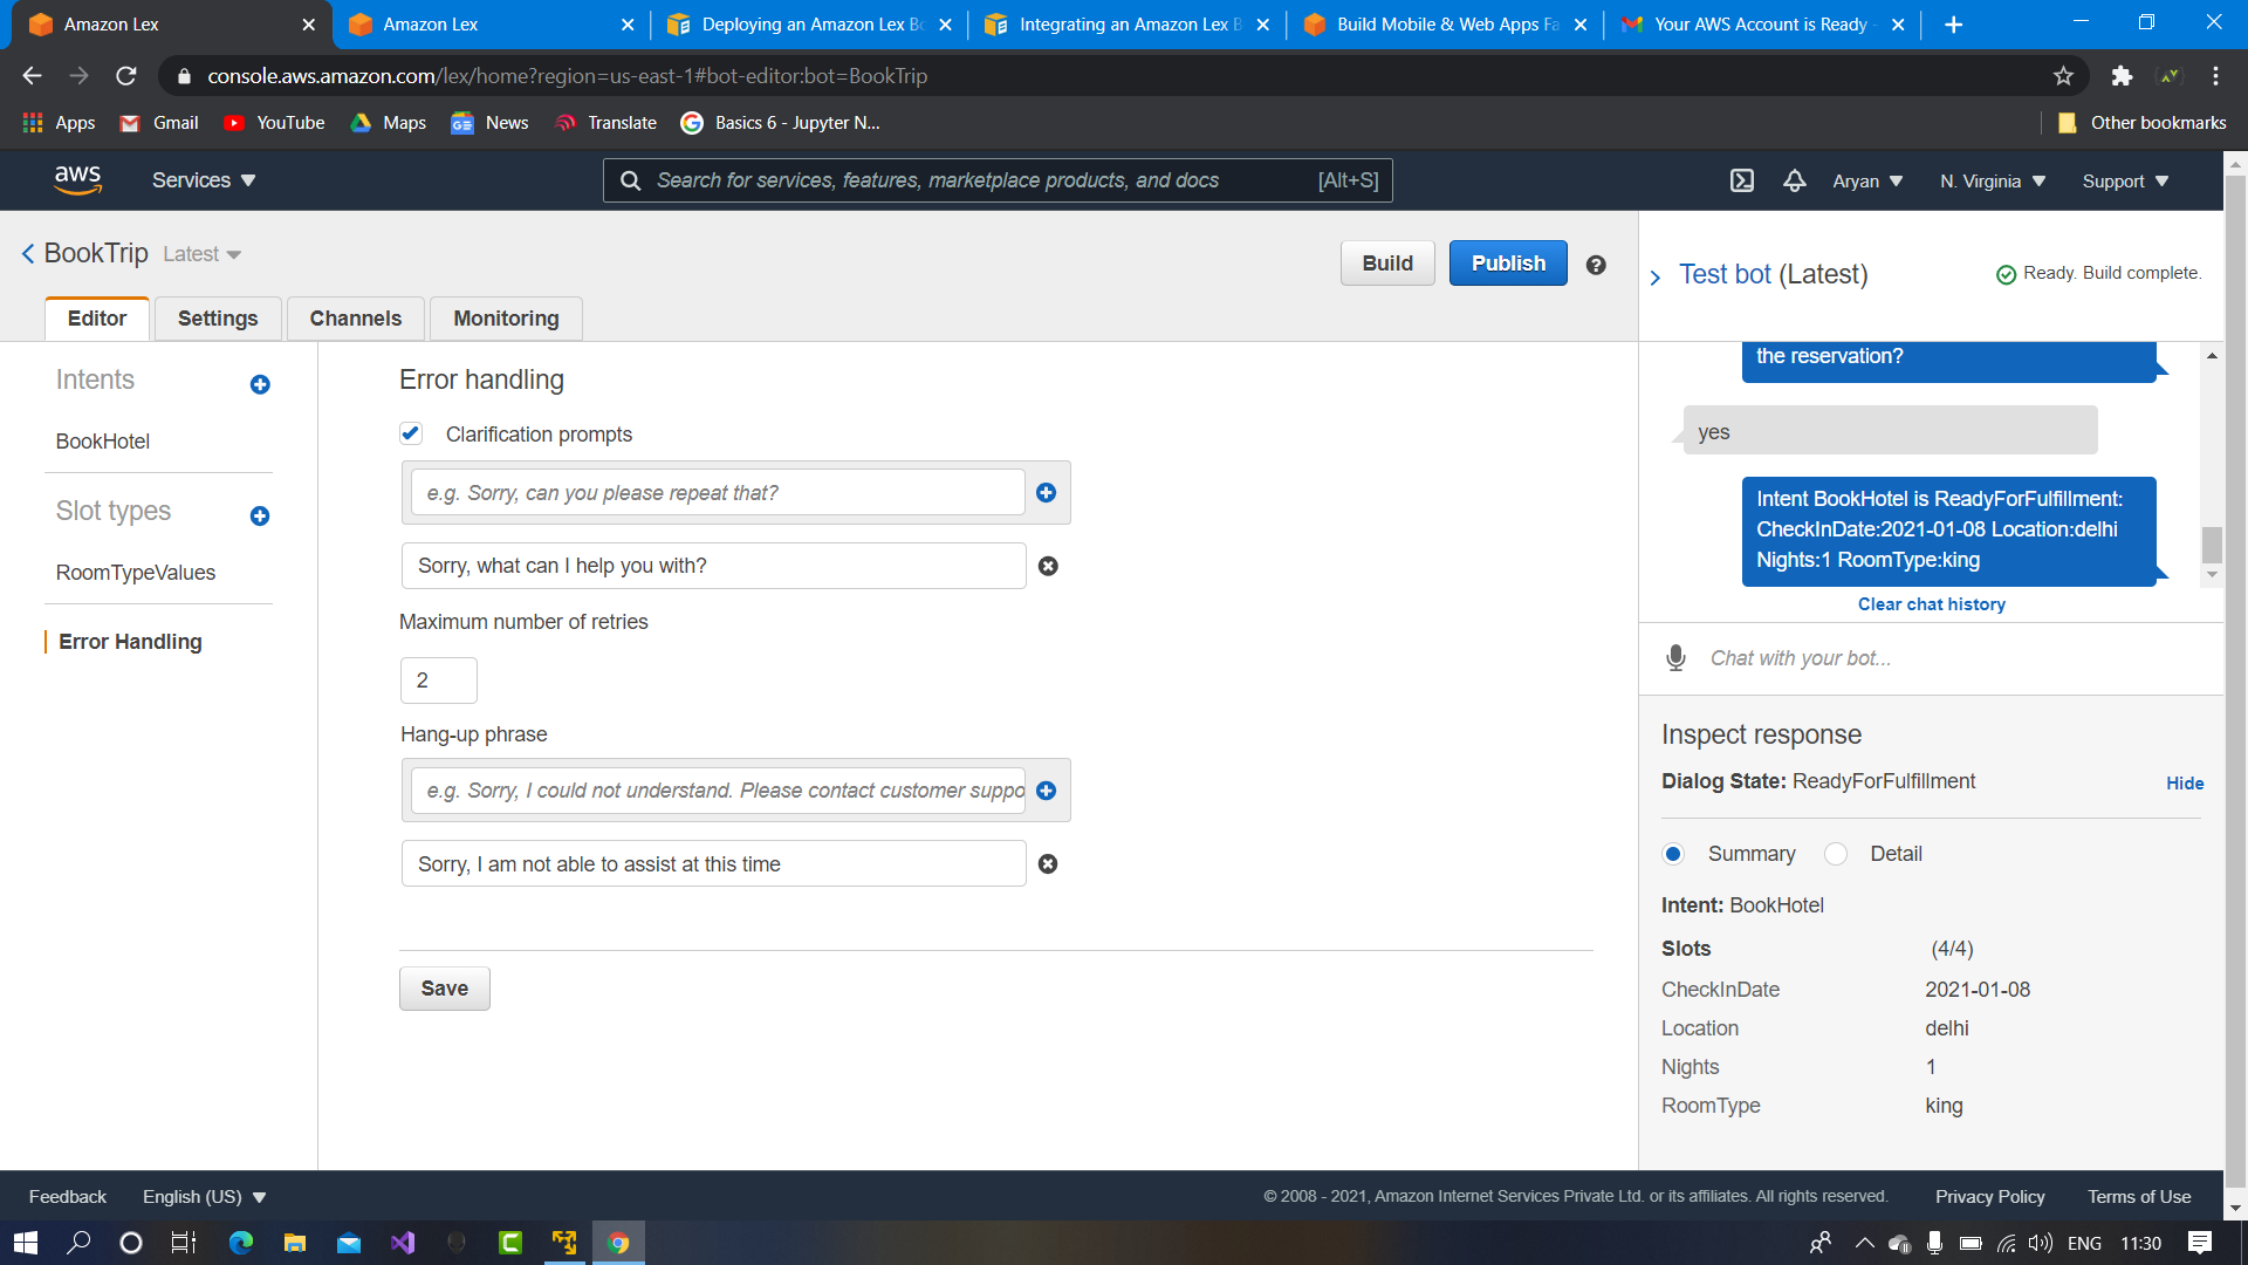 Amazon Lex
Amazon Lex
Deploying an Amazon Lex Bo
Integrating an Amazon Lex B
Build Mobile & Web Apps Fa
Your AWS Account is Ready -
console.aws.amazon.com/lex/home?region=us-east-1#bot-editor:bot=BookTrip
Apps
Gmail
YouTube
Maps
News
Translate
Basics 6 - Jupyter N...
Other bookmarks
aws
Services
Search for services, features, marketplace products, and docs
[Alt+S]
Aryan
N. Virginia
Support
BookTrip
Latest
Build
Publish
Editor
Settings
Channels
Monitoring
Intents
BookHotel
Slot types
RoomTypeValues
Error Handling
Error handling
Clarification prompts
e.g. Sorry, can you please repeat that?
Sorry, what can I help you with?
Maximum number of retries
2
Hang-up phrase
e.g. Sorry, I could not understand. Please contact customer suppo
Sorry, I am not able to assist at this time
Save
Test bot (Latest)
Ready. Build complete.
the reservation?
yes
Intent BookHotel is ReadyForFulfillment:
CheckInDate:2021-01-08 Location:delhi
Nights:1 RoomType:king
Clear chat history
Chat with your bot...
Inspect response
Dialog State: ReadyForFulfillment
Hide
Summary
Detail
Intent: BookHotel
Slots (4/4)
CheckInDate 2021-01-08
Location delhi
Nights 1
RoomType king
Feedback
English (US)
© 2008 - 2021, Amazon Internet Services Private Ltd. or its affiliates. All rights reserved.
Privacy Policy
Terms of Use
ENG
11:30